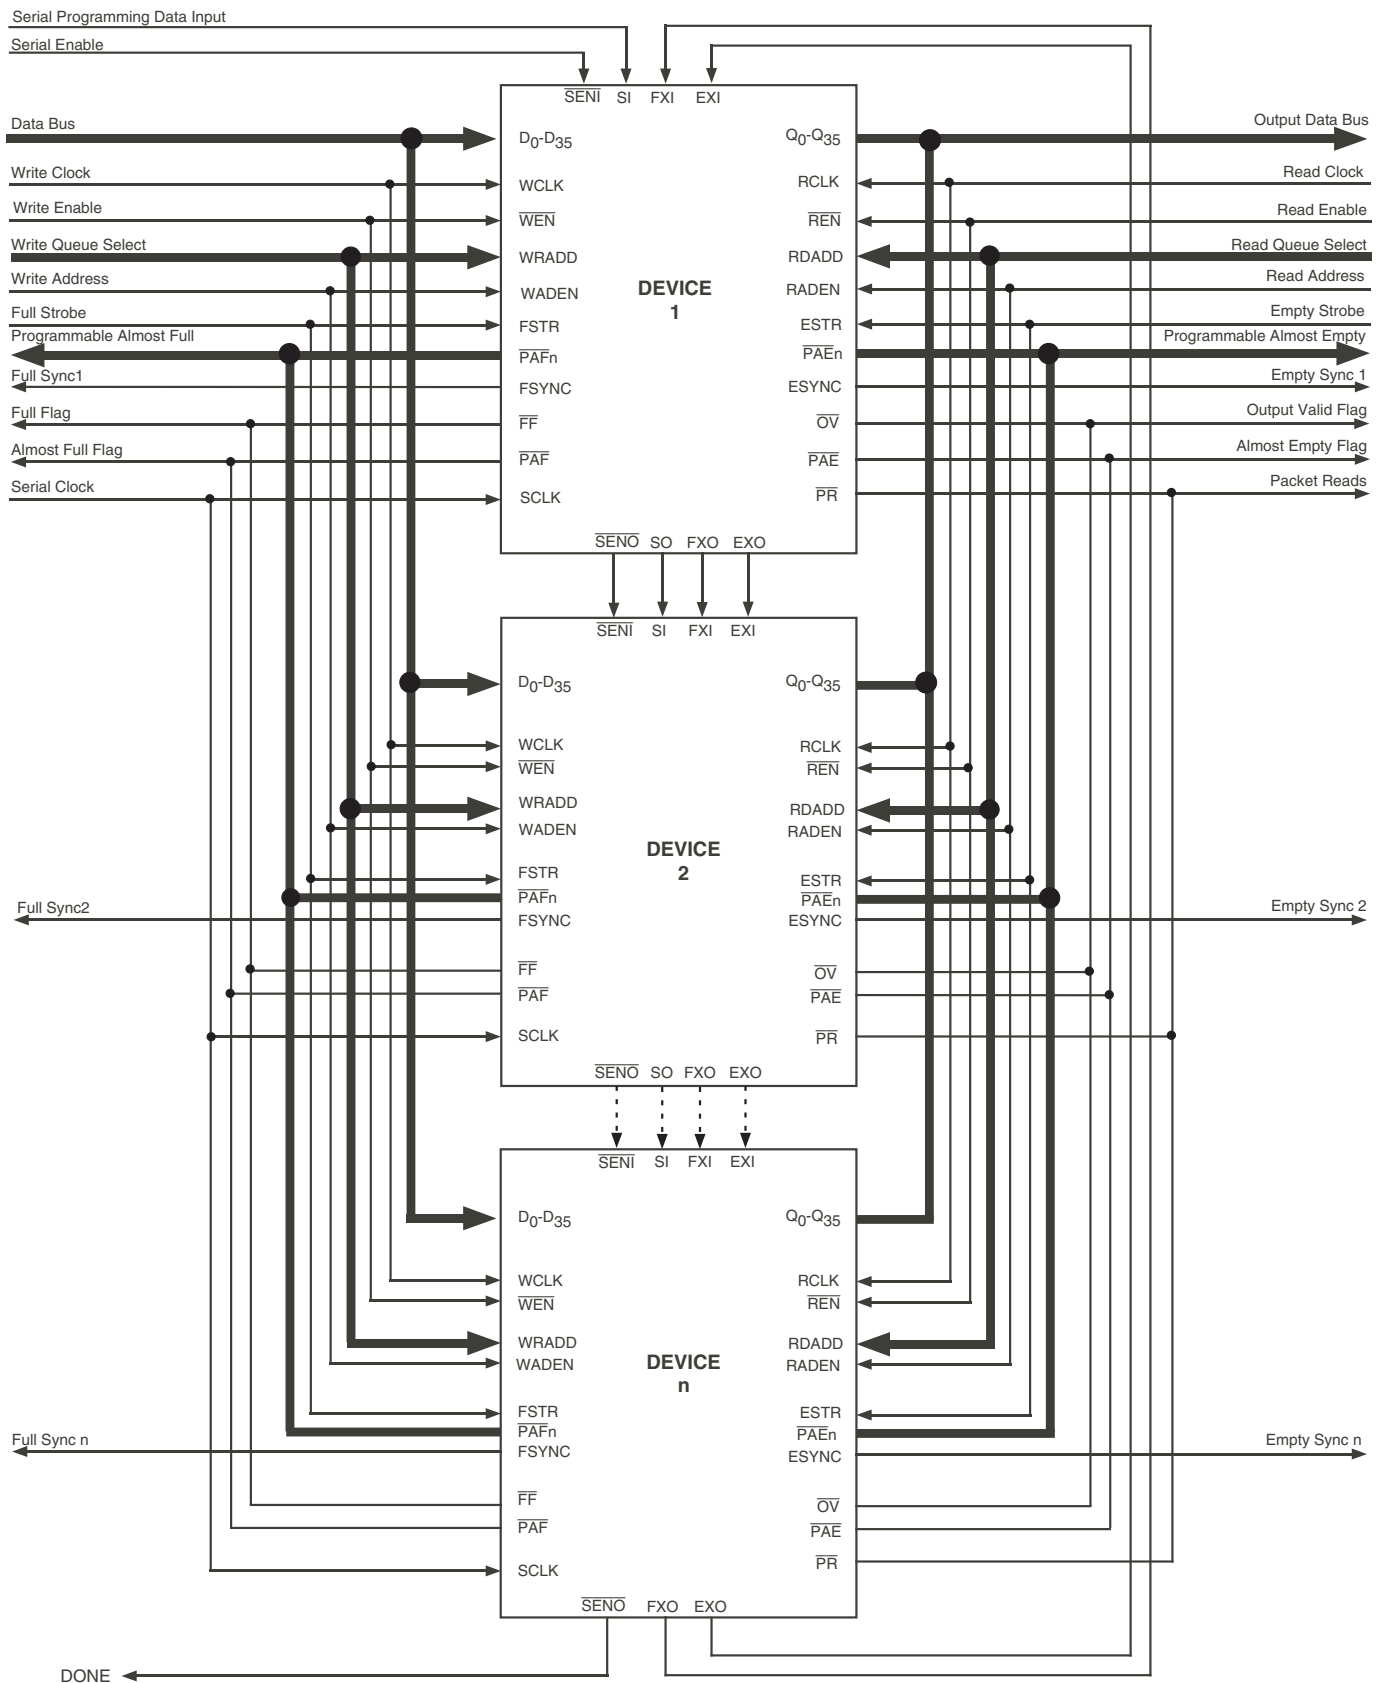 Serial Programming Data Input
Serial Enable
SENI SI FXI EXI
Data Bus
D0-D35
Q0-Q35
Output Data Bus
Write Clock
WCLK
RCLK
Read Clock
Write Enable
WEN
REN
Read Enable
Write Queue Select
WRADD
RDADD
Read Queue Select
Write Address
WADEN
DEVICE
1
RADEN
Read Address
Full Strobe
FSTR
ESTR
Empty Strobe
Programmable Almost Full
PAFn
PAEn
Programmable Almost Empty
Full Sync1
FSYNC
ESYNC
Empty Sync 1
Full Flag
FF
OV
Output Valid Flag
Almost Full Flag
PAF
PAE
Almost Empty Flag
Serial Clock
SCLK
PR
Packet Reads
SENO SO FXO EXO
SENI SI FXI EXI
D0-D35
Q0-Q35
WCLK
RCLK
WEN
REN
WRADD
RDADD
WADEN
RADEN
DEVICE
2
FSTR
ESTR
PAFn
PAEn
Full Sync2
FSYNC
ESYNC
Empty Sync 2
FF
OV
PAF
PAE
SCLK
PR
SENO SO FXO EXO
SENI SI FXI EXI
D0-D35
Q0-Q35
WCLK
RCLK
WEN
REN
WRADD
RDADD
WADEN
RADEN
DEVICE
n
FSTR
ESTR
PAFn
PAEn
Full Sync n
FSYNC
ESYNC
Empty Sync n
FF
OV
PAF
PAE
SCLK
PR
SENO FXO EXO
DONE